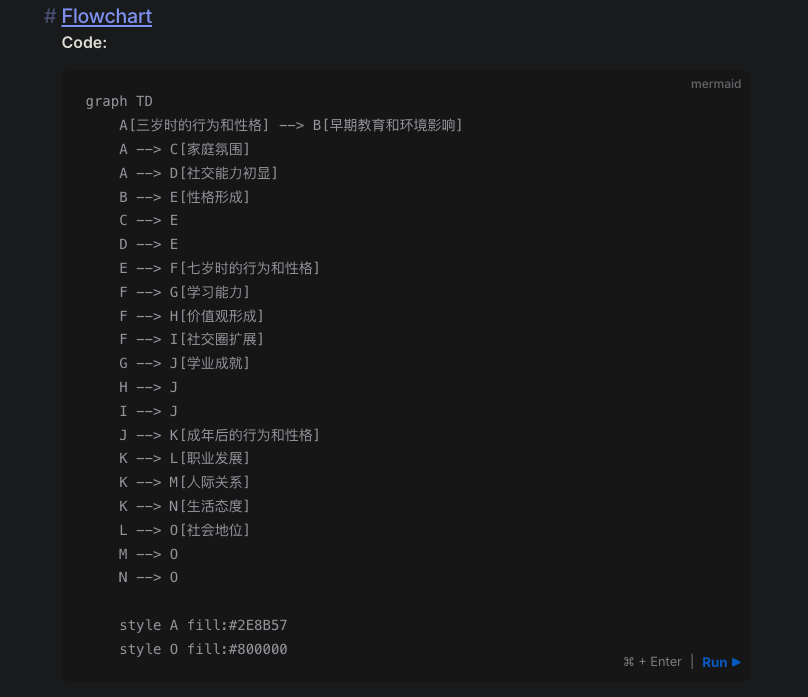 # Flowchart
Code:
mermaid
graph TD
    A[三岁时的行为和性格] --> B[早期教育和环境影响]
    A --> C[家庭氛围]
    A --> D[社交能力初显]
    B --> E[性格形成]
    C --> E
    D --> E
    E --> F[七岁时的行为和性格]
    F --> G[学习能力]
    F --> H[价值观形成]
    F --> I[社交圈扩展]
    G --> J[学业成就]
    H --> J
    I --> J
    J --> K[成年后的行为和性格]
    K --> L[职业发展]
    K --> M[人际关系]
    K --> N[生活态度]
    L --> O[社会地位]
    M --> O
    N --> O
    style A fill:#2E8B57
    style O fill:#800000
⌘ + Enter | Run ▶